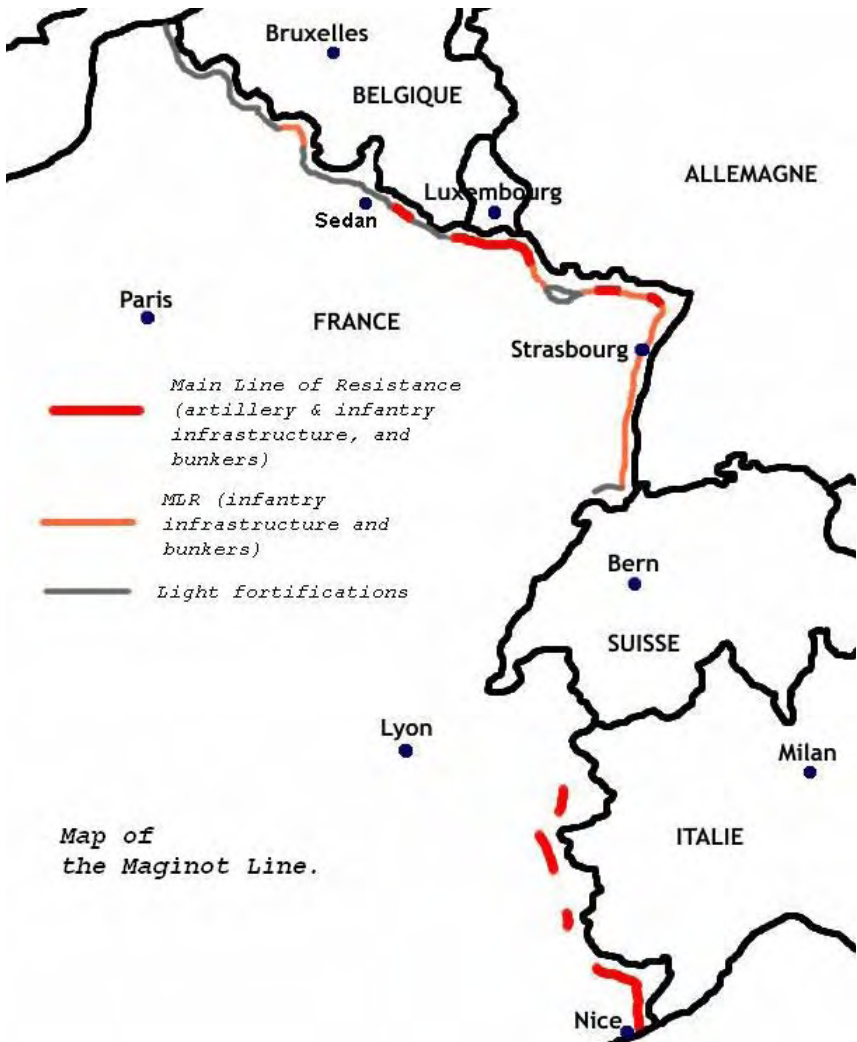 Bruxelles
BELGIQUE
ALLEMAGNE
Luxembourg
Sedan
Paris
FRANCE
Strasbourg
Main Line of Resistance
(artillery & infantry
infrastructure, and
bunkers)
MLR (infantry
infrastructure and
bunkers)
Light fortifications
Bern
SUISSE
Lyon
Milan
Map of
the Maginot Line.
ITALIE
Nice